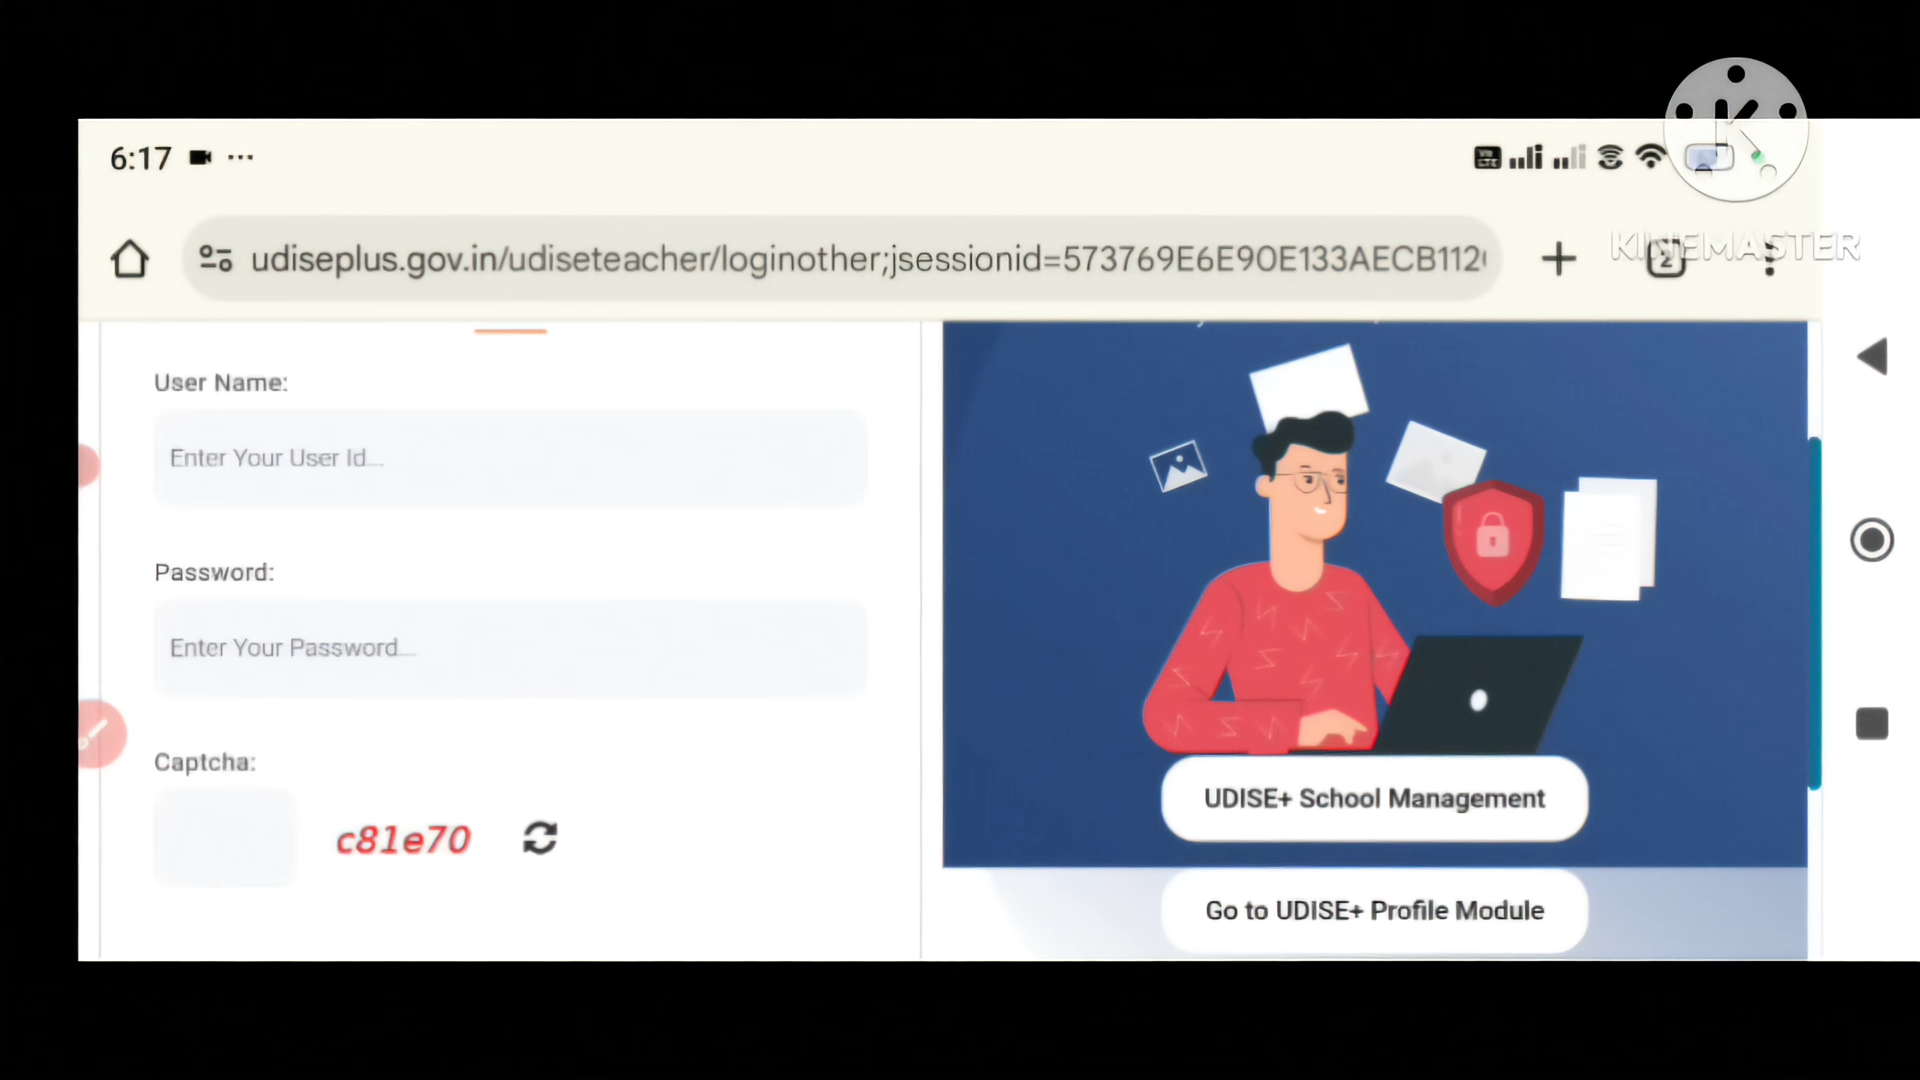 6:17
udiseplus.gov.in/udiseteacher/loginother;jsessionid=573769E6E90E133AECB112
KINEMASTER
2
User Name:
Enter Your User Id...
Password:
Enter Your Password...
Captcha:
c81e70
UDISE+ School Management
Go to UDISE+ Profile Module